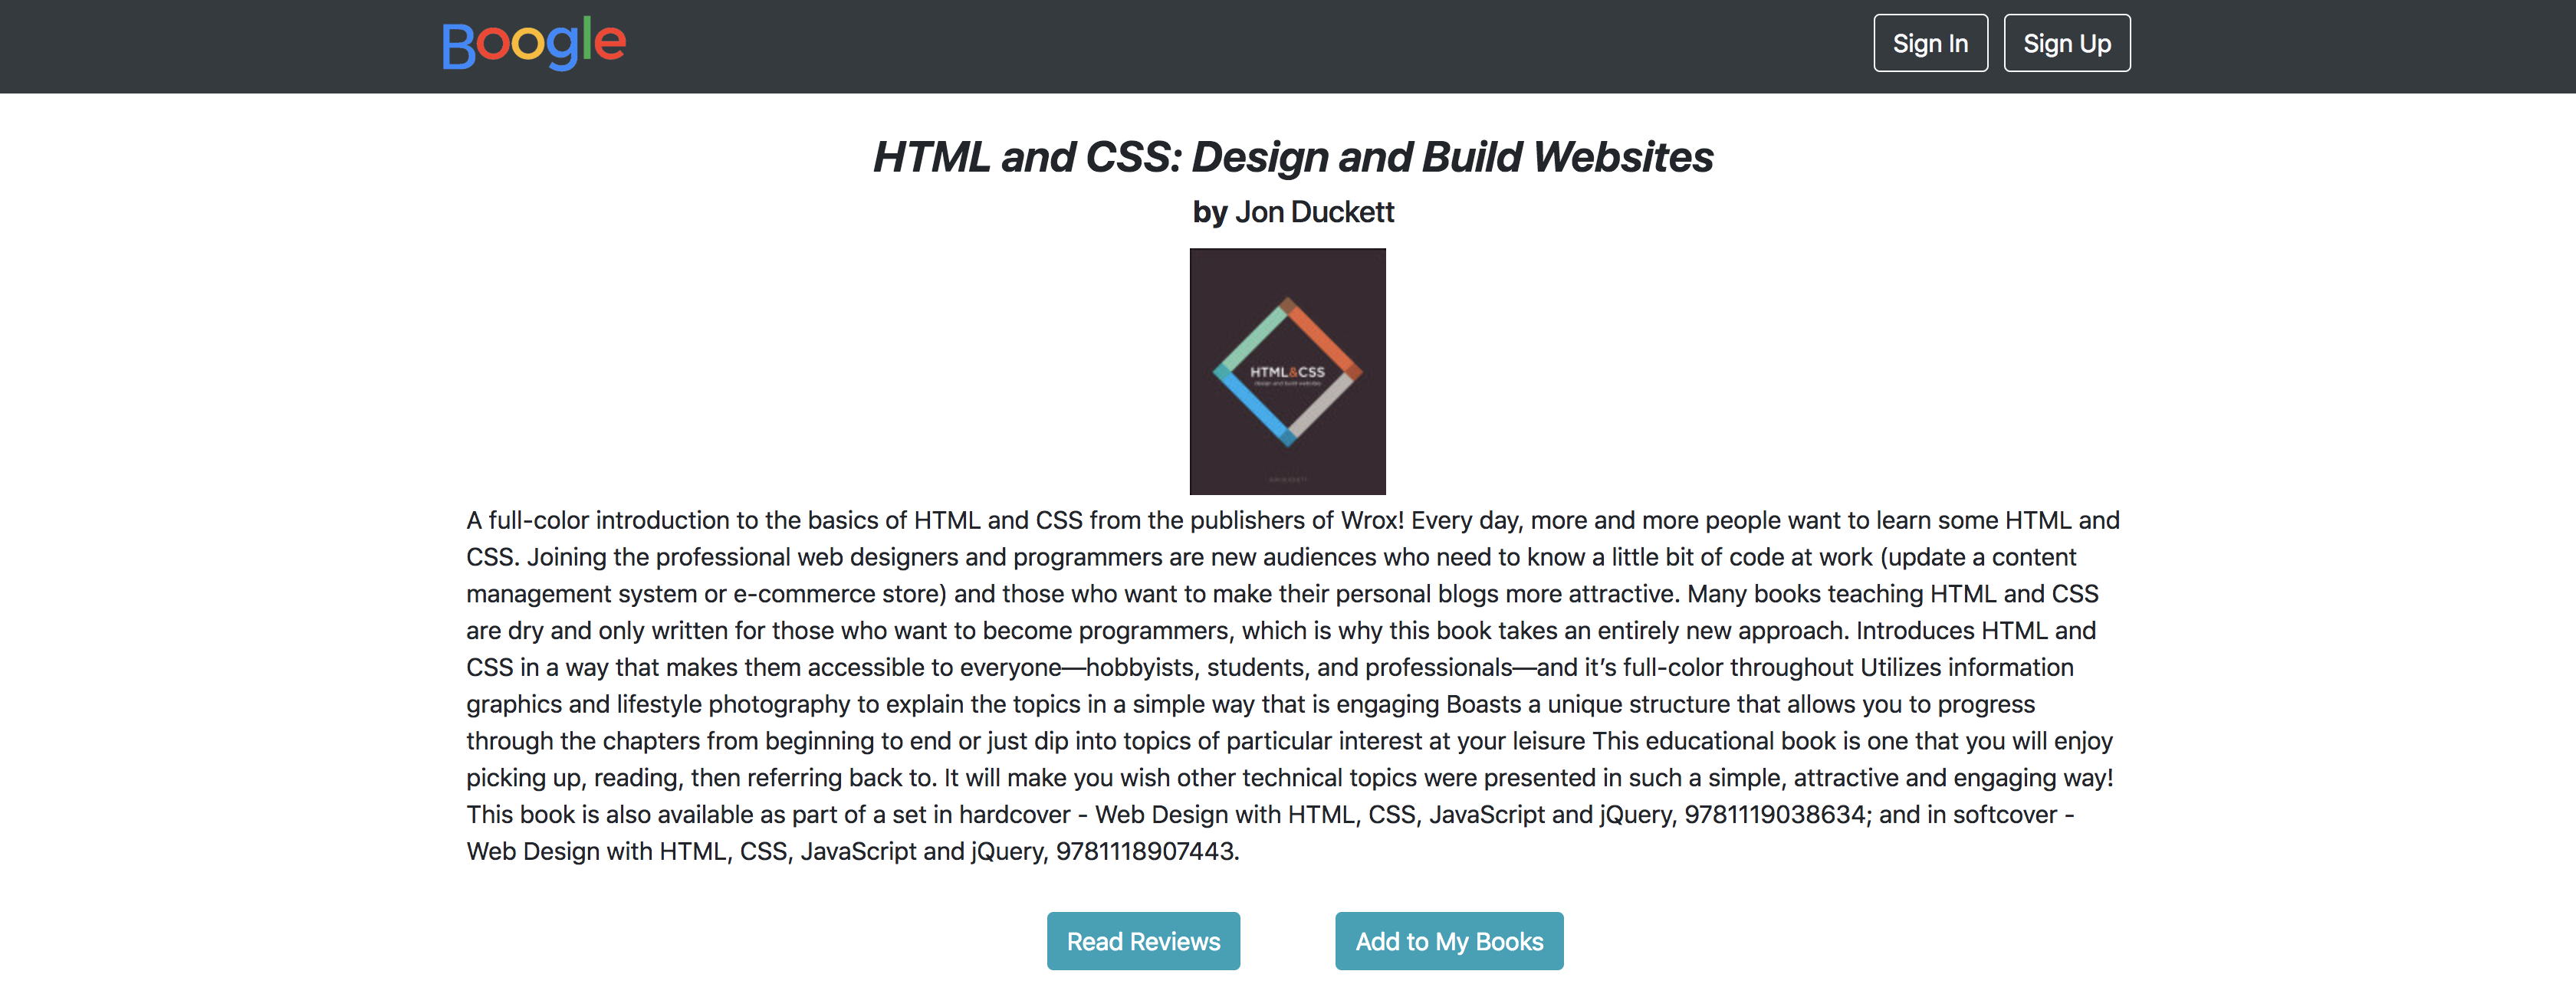 Boogle
Sign In
Sign Up
HTML and CSS: Design and Build Websites
by Jon Duckett
HTML&CSS
design and build websites
A full-color introduction to the basics of HTML and CSS from the publishers of Wrox! Every day, more and more people want to learn some HTML and
CSS. Joining the professional web designers and programmers are new audiences who need to know a little bit of code at work (update a content
management system or e-commerce store) and those who want to make their personal blogs more attractive. Many books teaching HTML and CSS
are dry and only written for those who want to become programmers, which is why this book takes an entirely new approach. Introduces HTML and
CSS in a way that makes them accessible to everyone—hobbyists, students, and professionals—and it’s full-color throughout Utilizes information
graphics and lifestyle photography to explain the topics in a simple way that is engaging Boasts a unique structure that allows you to progress
through the chapters from beginning to end or just dip into topics of particular interest at your leisure This educational book is one that you will enjoy
picking up, reading, then referring back to. It will make you wish other technical topics were presented in such a simple, attractive and engaging way!
This book is also available as part of a set in hardcover - Web Design with HTML, CSS, JavaScript and jQuery, 9781119038634; and in softcover -
Web Design with HTML, CSS, JavaScript and jQuery, 9781118907443.
Read Reviews
Add to My Books